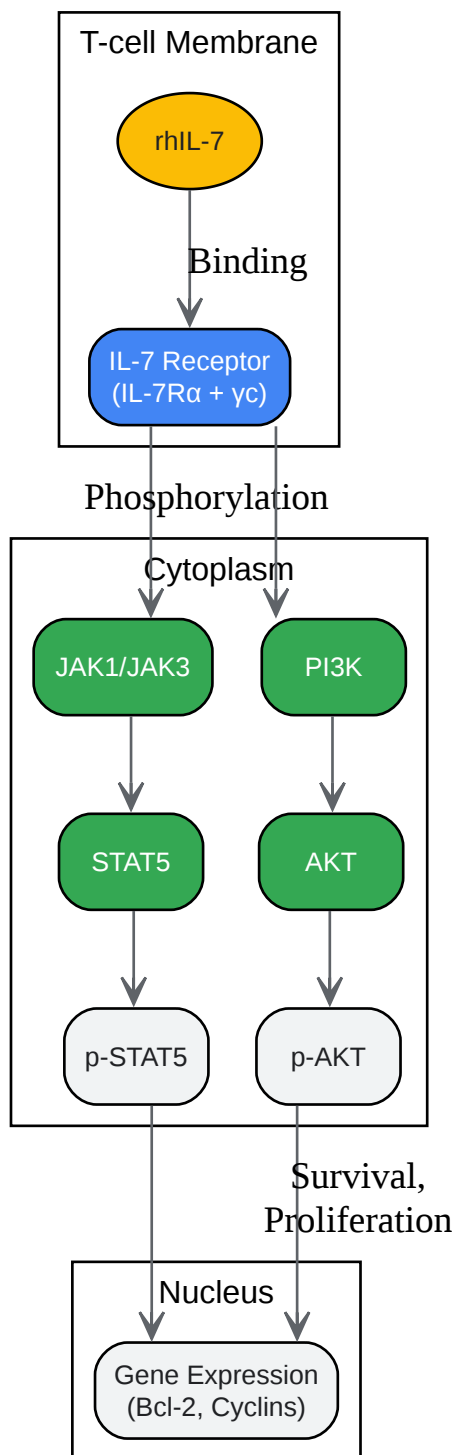 T-cell Membrane
rhIL-7
Binding
IL-7 Receptor
(IL-7Rα + γc)
Phosphorylation
Cytoplasm
JAK1/JAK3
PI3K
STAT5
AKT
p-STAT5
p-AKT
Survival,
Proliferation
Nucleus
Gene Expression
(Bcl-2, Cyclins)